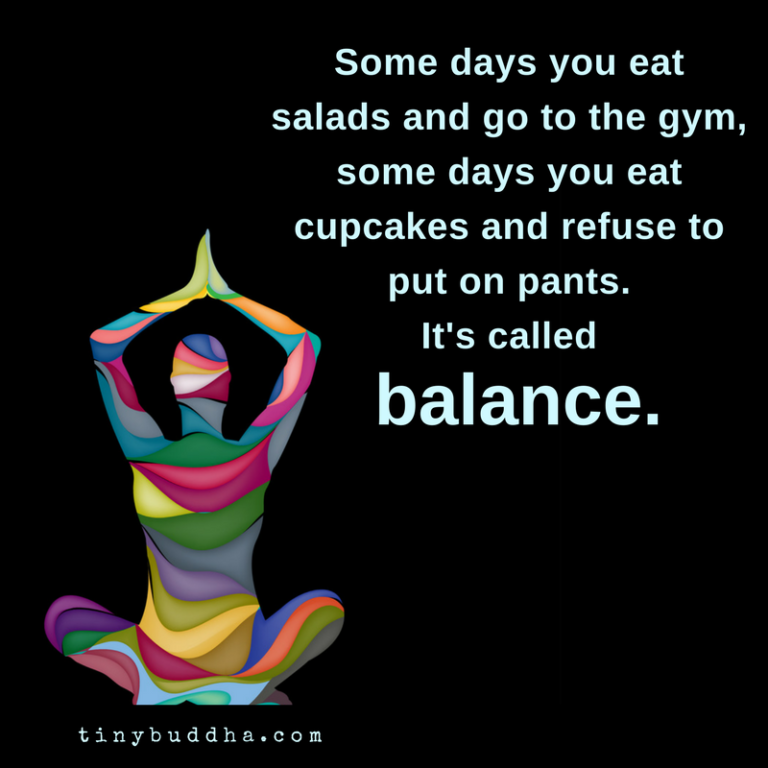 Some days you eat
salads and go to the gym,
some days you eat
cupcakes and refuse to
put on pants.
It's called
balance.
tinybuddha.com